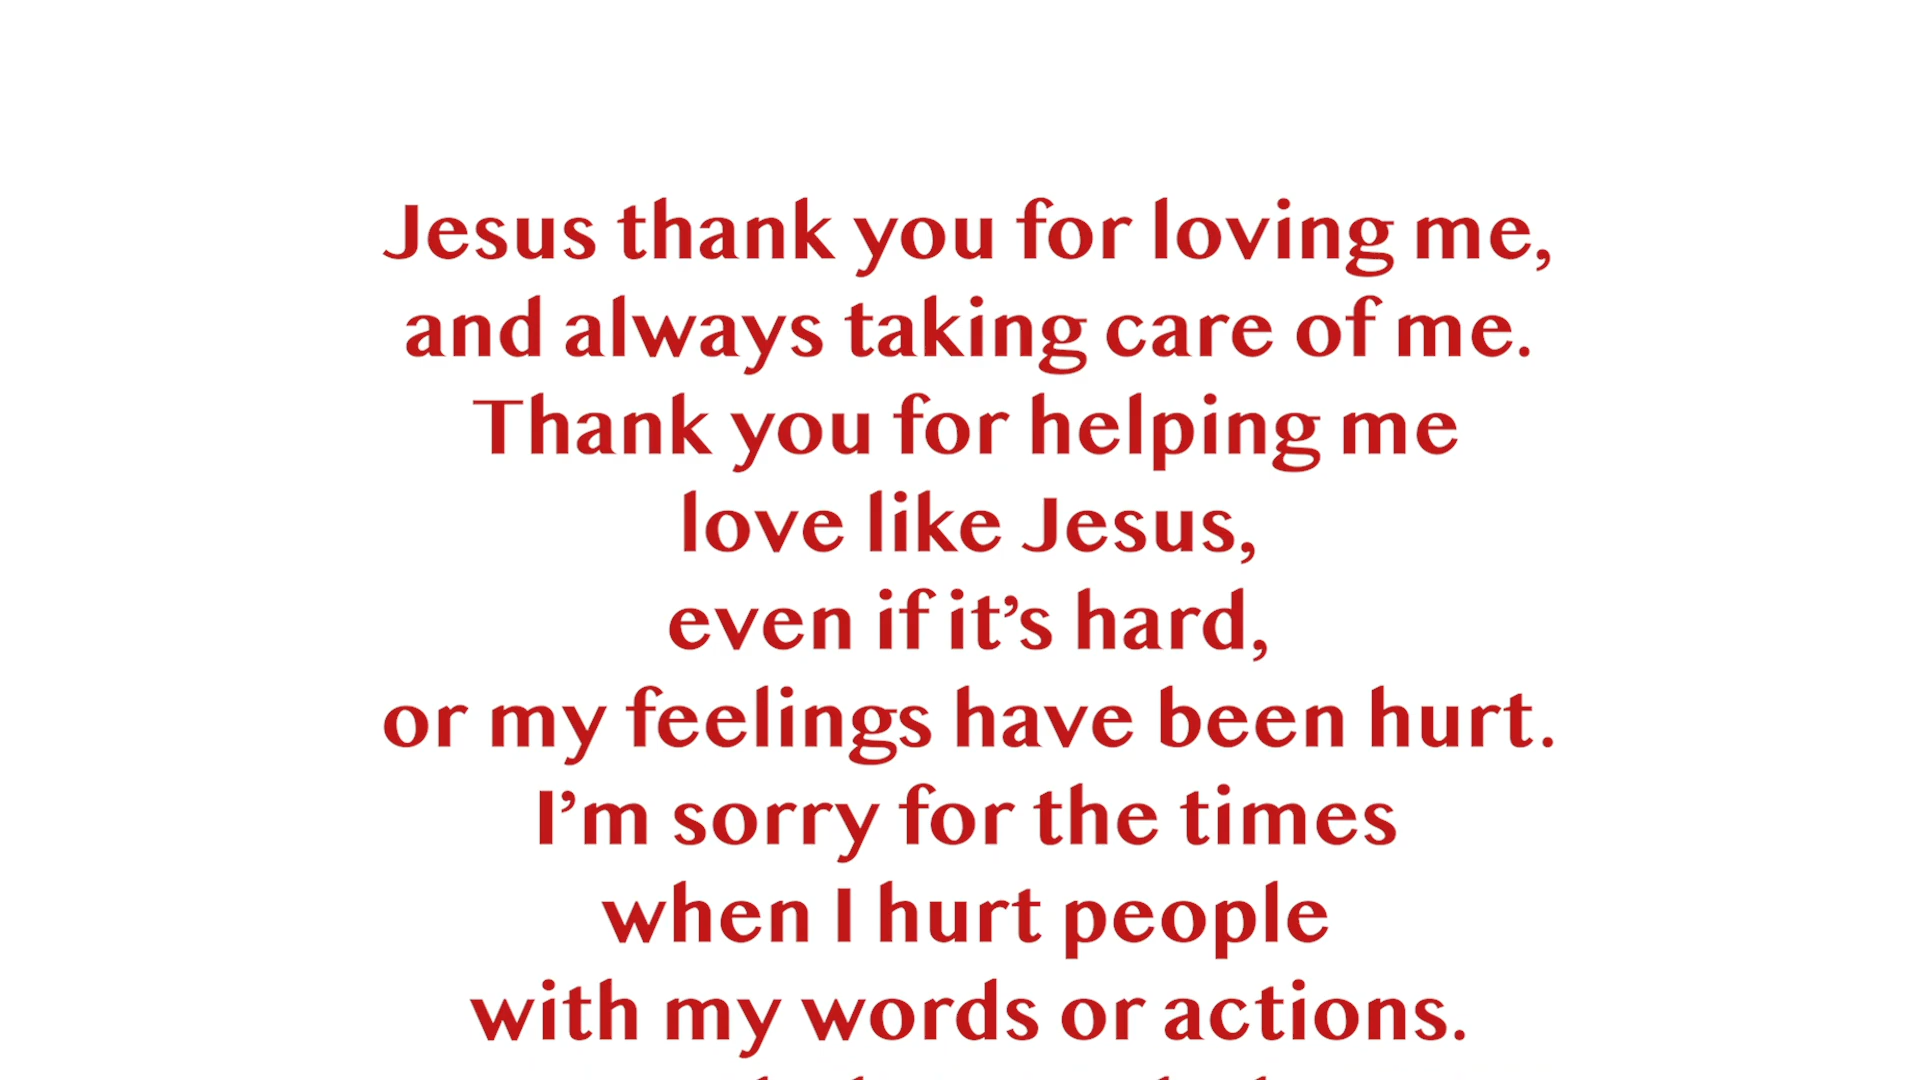 Jesus thank you for loving me,
and always taking care of me.
Thank you for helping me
love like Jesus,
even if it’s hard,
or my feelings have been hurt.
I’m sorry for the times
when I hurt people
with my words or actions.